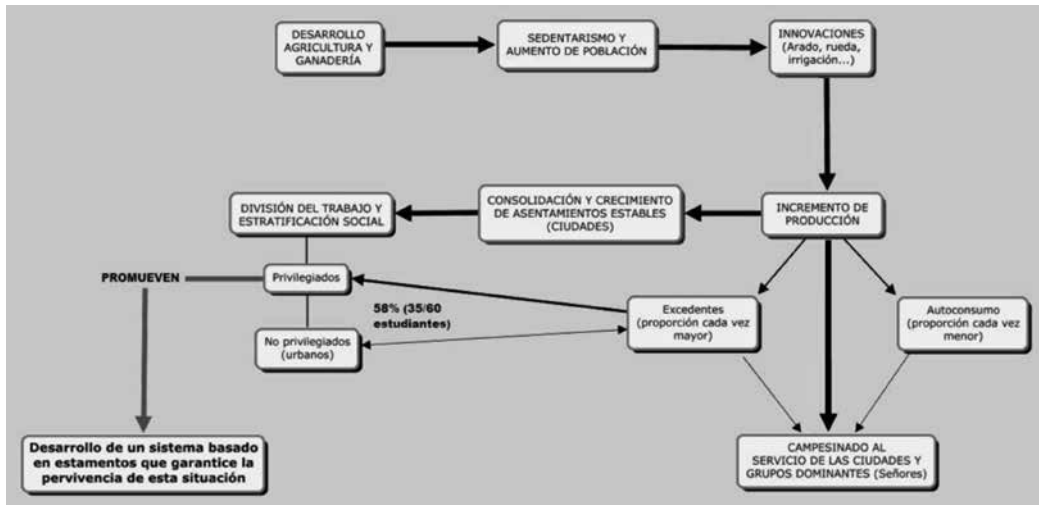 DESARROLLO
AGRICULTURA Y
GANADERÍA
SEDENTARISMO Y
AUMENTO DE POBLACIÓN
INNOVACIONES
(Arado, rueda,
irrigación...)
DIVISIÓN DEL TRABAJO Y
ESTRATIFICACIÓN SOCIAL
CONSOLIDACIÓN Y CRECIMIENTO
DE ASENTAMIENTOS ESTABLES
(CIUDADES)
INCREMENTO DE
PRODUCCIÓN
PROMUEVEN
Privilegiados
58% (35/60
estudiantes)
No privilegiados
(urbanos)
Excedentes
(proporción cada vez
mayor)
Autoconsumo
(proporción cada vez
menor)
Desarrollo de un sistema basado
en estamentos que garantice la
pervivencia de esta situación
CAMPESINADO AL
SERVICIO DE LAS CIUDADES Y
GRUPOS DOMINANTES (Señores)